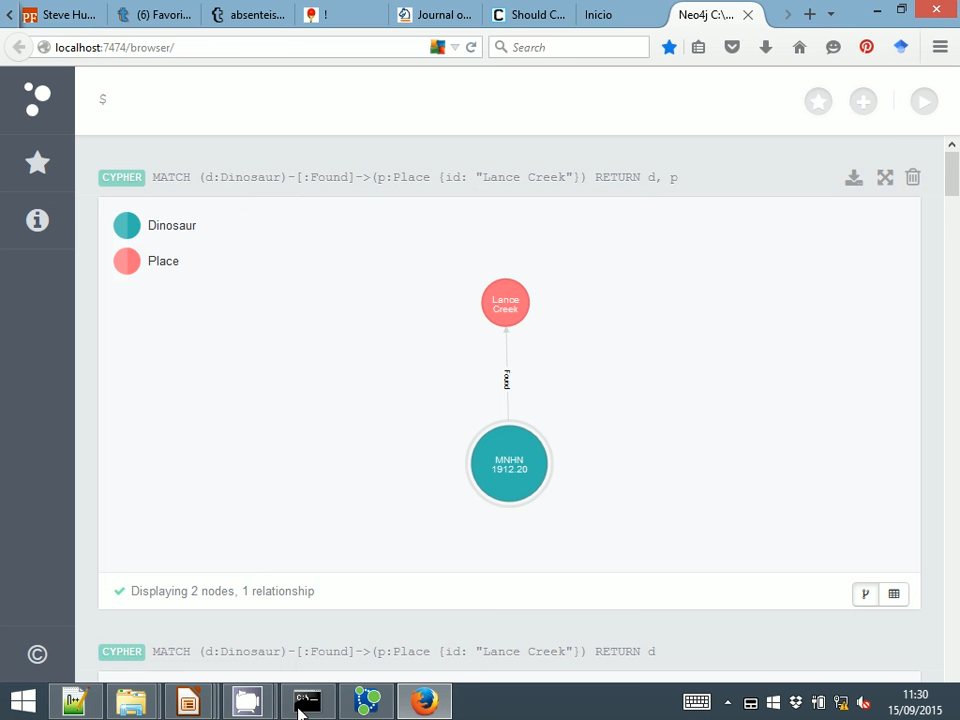 Steve Hu...
(6) Favori...
absenteis...
!
Journal o...
Should C...
Inicio
Neo4j C:\...
localhost:7474/browser/
Search
$
CYPHER MATCH (d:Dinosaur)-[:Found]->(p:Place {id: "Lance Creek"}) RETURN d, p
Dinosaur
Place
Lance
Creek
Found
MNHN
1912.20
Displaying 2 nodes, 1 relationship
CYPHER MATCH (d:Dinosaur)-[:Found]->(p:Place {id: "Lance Creek"}) RETURN d
11:30
15/09/2015